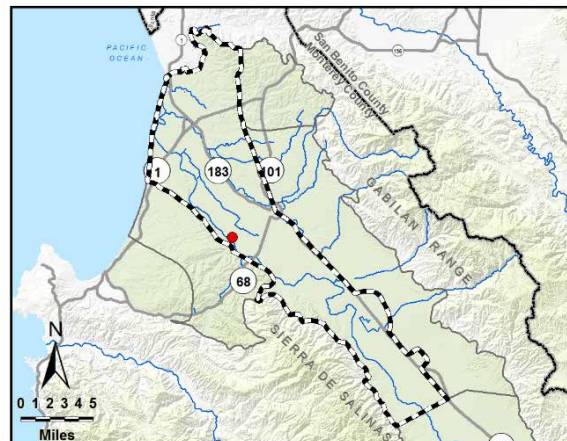 PACIFIC
OCEAN
1
156
San Benito County
Monterey County
1
183
101
GABILAN RANGE
68
SIERRA DE SALINAS
N
0 1 2 3 4 5
Miles